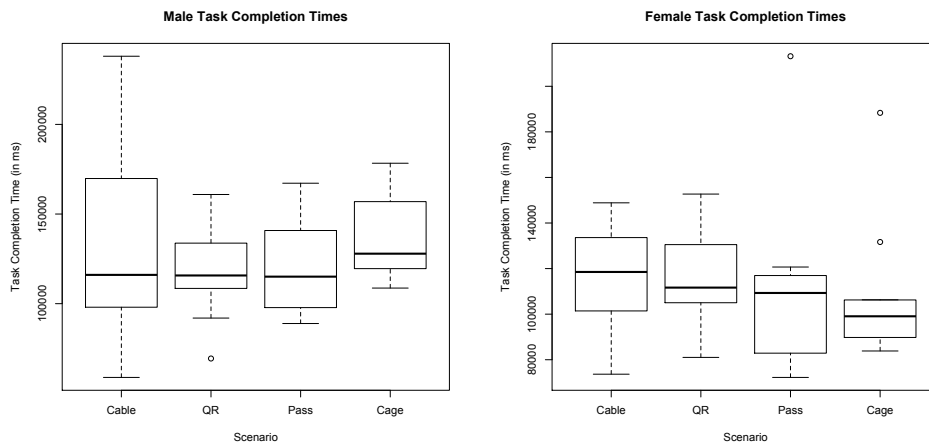 Male Task Completion Times
Task Completion Time (in ms)
200000
150000
100000
Cable QR Pass Cage
Scenario
Female Task Completion Times
Task Completion Time (in ms)
180000
140000
100000
80000
Cable QR Pass Cage
Scenario